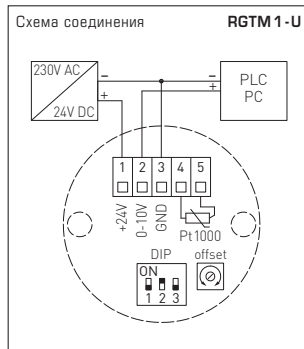 Схема соединения RGTM 1 - U
230V AC
24V DC
–
+
–
+
PLC
PC
1 2 3 4 5
+24V
0-10V
GND
Pt1000
DIP
offset
ON
1 2 3